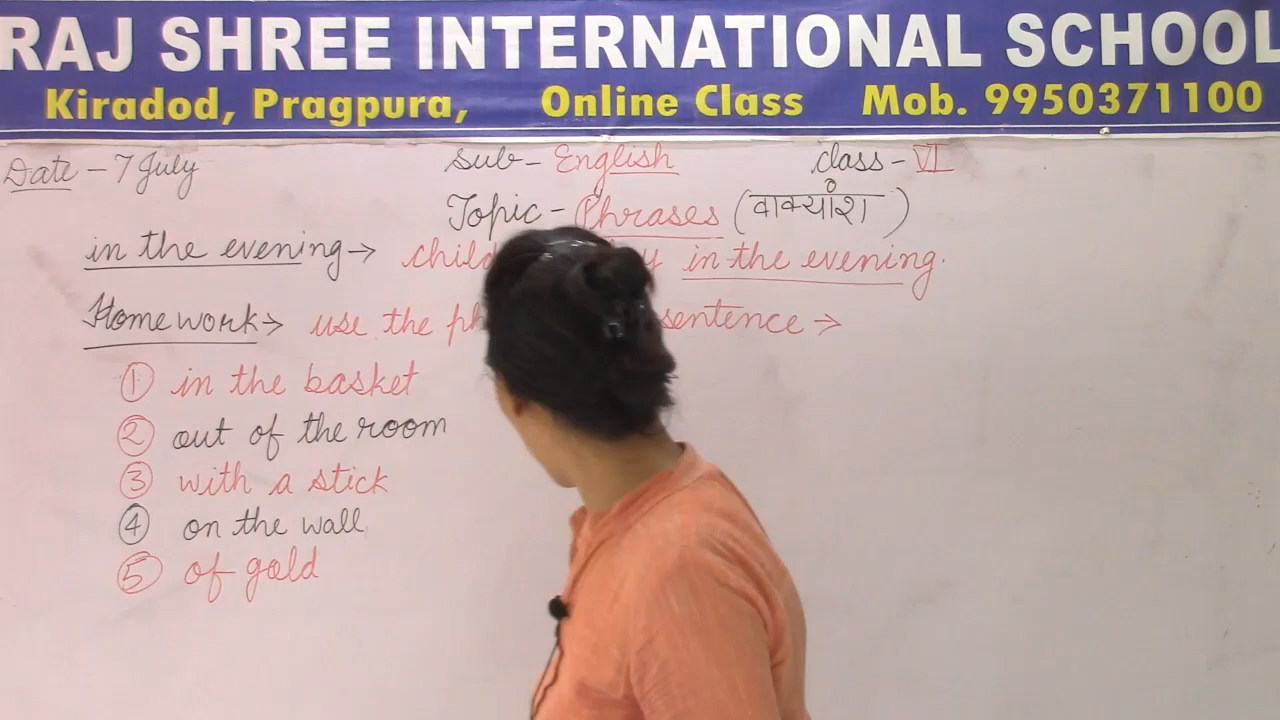 RAJ SHREE INTERNATIONAL SCHOOL
Kiradod, Pragpura, Online Class Mob. 9950371100
Date - 7 July Sub - English class - VI
Topic - Phrases (वाक्यांश)
in the evening → in the evening.
Home work → use the sentence →
① in the basket
② out of the room
③ with a stick
④ on the wall
⑤ of gold